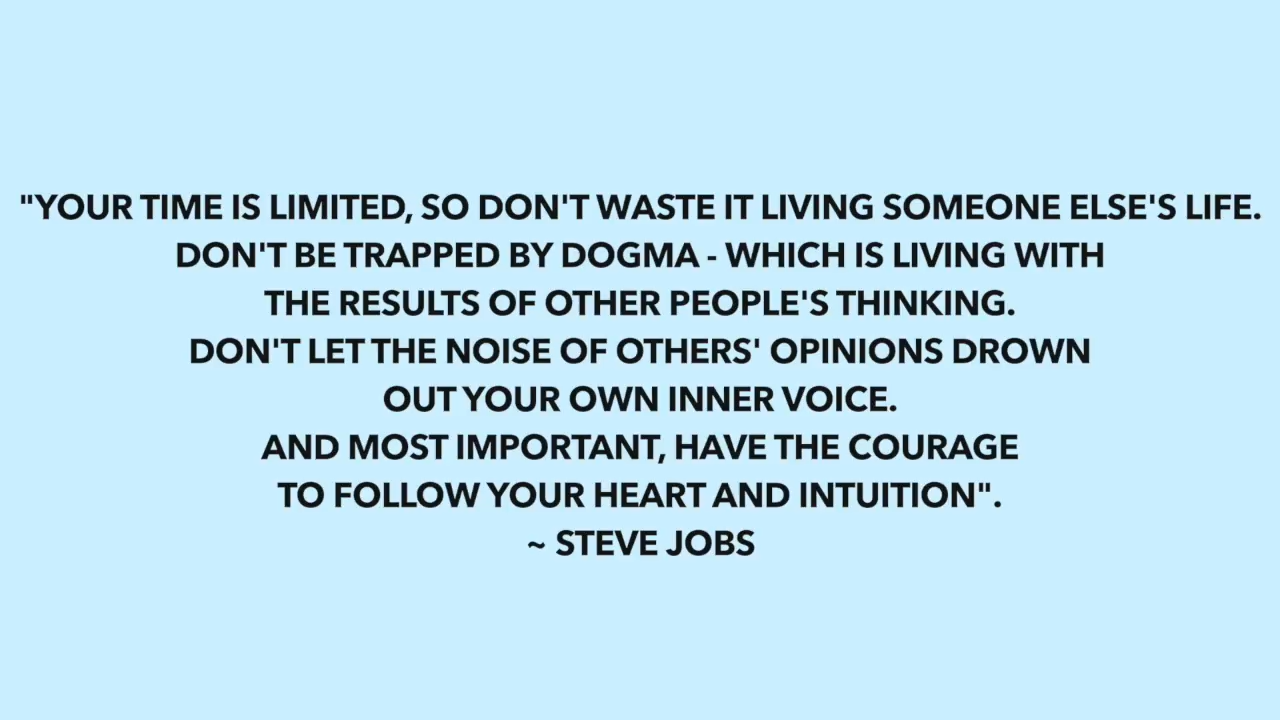 "YOUR TIME IS LIMITED, SO DON'T WASTE IT LIVING SOMEONE ELSE'S LIFE.
DON'T BE TRAPPED BY DOGMA - WHICH IS LIVING WITH
THE RESULTS OF OTHER PEOPLE'S THINKING.
DON'T LET THE NOISE OF OTHERS' OPINIONS DROWN
OUT YOUR OWN INNER VOICE.
AND MOST IMPORTANT, HAVE THE COURAGE
TO FOLLOW YOUR HEART AND INTUITION".
~ STEVE JOBS